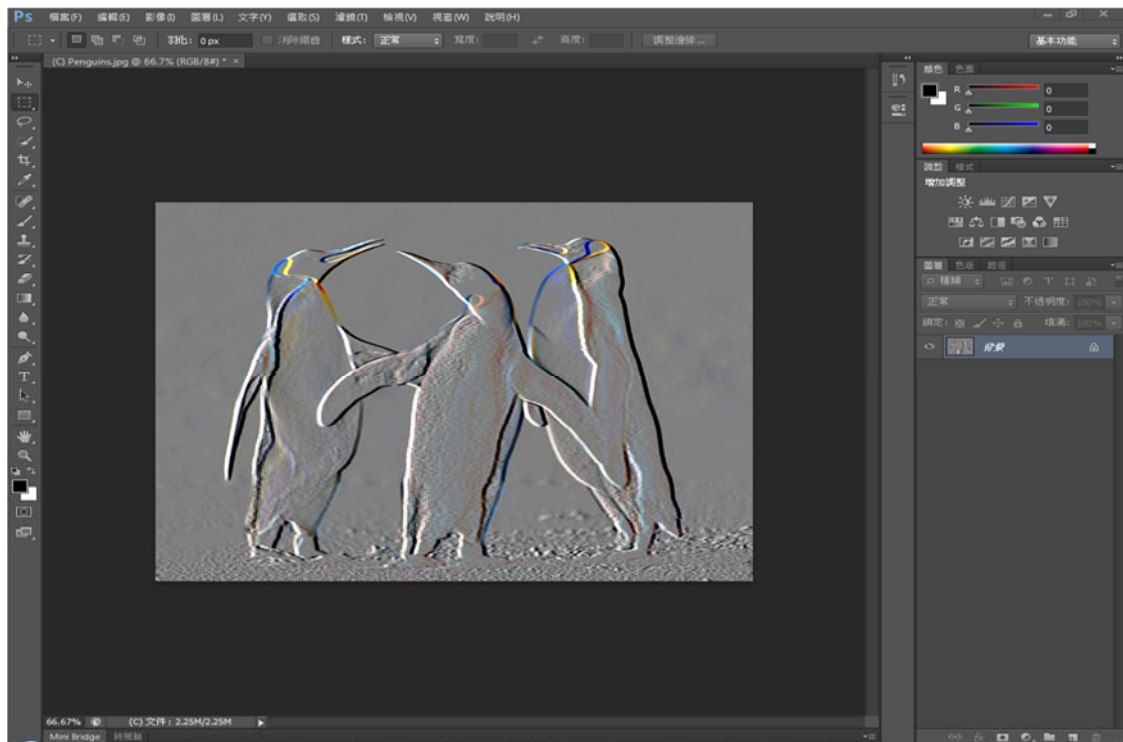 Ps 檔案(F) 編輯(E) 影像(I) 圖層(L) 文字(Y) 選取(S) 濾鏡(T) 檢視(V) 視窗(W) 說明(H)
羽化: 0 px 消除鋸齒 樣式: 正常 寬度: 高度: 調整邊緣... 基本功能
(C) Penguins.jpg @ 66.7% (RGB/8#) * ×
顏色 色票
R 0
G 0
B 0
調整 樣式
增加調整
圖層 色版 路徑
種類
正常 不透明度: 100%
鎖定: 填滿: 100%
背景
T
66.67% (C) 文件: 2.25M/2.25M
Mini Bridge 時間軸